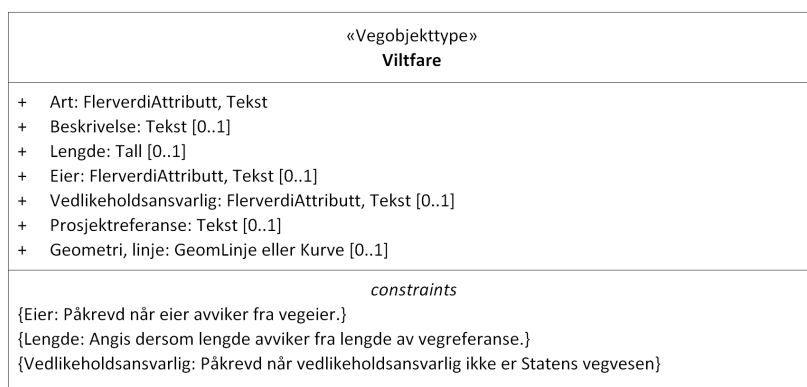 «Vegobjekttype»
Viltfare
+ Art: FlerverdiAttributt, Tekst
+ Beskrivelse: Tekst [0..1]
+ Lengde: Tall [0..1]
+ Eier: FlerverdiAttributt, Tekst [0..1]
+ Vedlikeholdsansvarlig: FlerverdiAttributt, Tekst [0..1]
+ Prosjektreferanse: Tekst [0..1]
+ Geometri, linje: GeomLinje eller Kurve [0..1]
constraints
{Eier: Påkrevd når eier avviker fra vegeier.}
{Lengde: Angis dersom lengde avviker fra lengde av vegreferanse.}
{Vedlikeholdsansvarlig: Påkrevd når vedlikeholdsansvarlig ikke er Statens vegvesen}